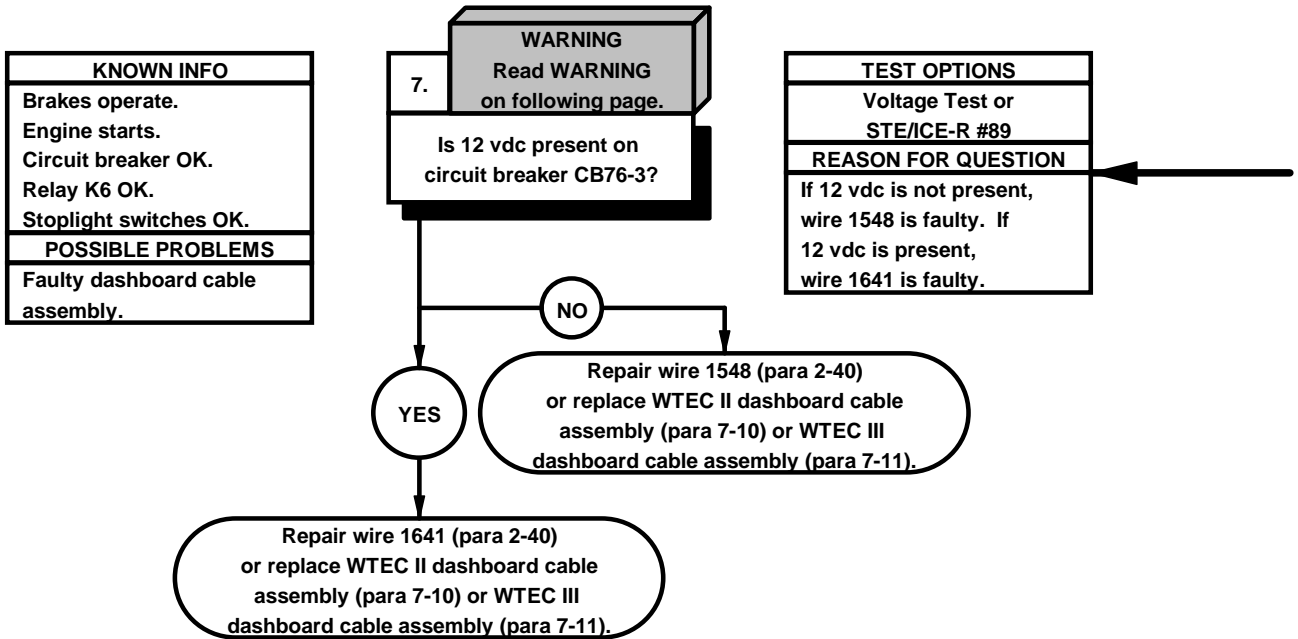 KNOWN INFO
Brakes operate.
Engine starts.
Circuit breaker OK.
Relay K6 OK.
Stoplight switches OK.
POSSIBLE PROBLEMS
Faulty dashboard cable
assembly.
7.
WARNING
Read WARNING
on following page.
Is 12 vdc present on
circuit breaker CB76-3?
TEST OPTIONS
Voltage Test or
STE/ICE-R #89
REASON FOR QUESTION
If 12 vdc is not present,
wire 1548 is faulty.  If
12 vdc is present,
wire 1641 is faulty.
NO
Repair wire 1548 (para 2-40)
or replace WTEC II dashboard cable
assembly (para 7-10) or WTEC III
dashboard cable assembly (para 7-11).
YES
Repair wire 1641 (para 2-40)
or replace WTEC II dashboard cable
assembly (para 7-10) or WTEC III
dashboard cable assembly (para 7-11).